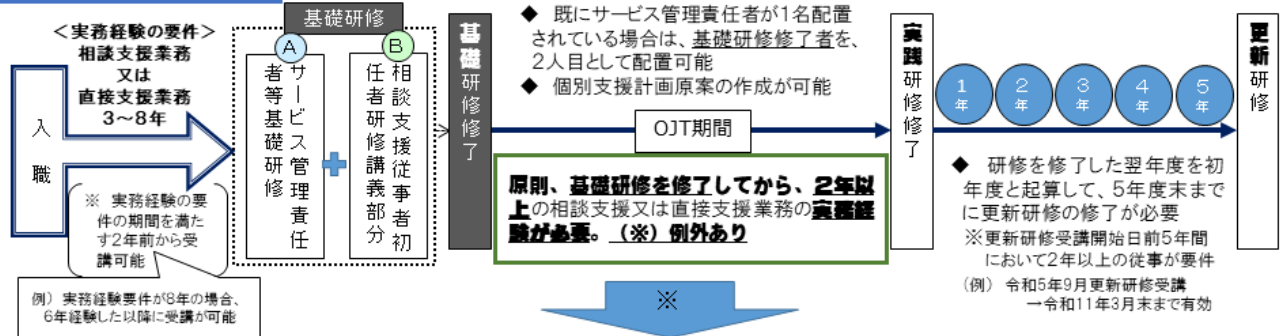 <実務経験の要件>
相談支援業務
又は
直接支援業務
3～8年
入職
※ 実務経験の要
件の期間を満た
す2年前から受
講可能
例）実務経験要件が8年の場合、
6年経験した以降に受講が可能
基礎研修
A
サービス管理責任
者等基礎研修
B
相談支援従事者初
任者研修講義部分
基礎研修修了
◆ 既にサービス管理責任者が1名配置
されている場合は、基礎研修修了者を、
2人目として配置可能
◆ 個別支援計画原案の作成が可能
OJT期間
原則、基礎研修を修了してから、2年以
上の相談支援又は直接支援業務の実務経
験が必要。（※）例外あり
※
実践研修修了
1
年
2
年
3
年
4
年
5
年
◆ 研修を修了した翌年度を初
年度と起算して、5年度末まで
に更新研修の修了が必要
※更新研修受講開始日前5年間
において2年以上の従事が要件
（例） 令和5年9月更新研修受講
→令和11年3月末まで有効
更新研修